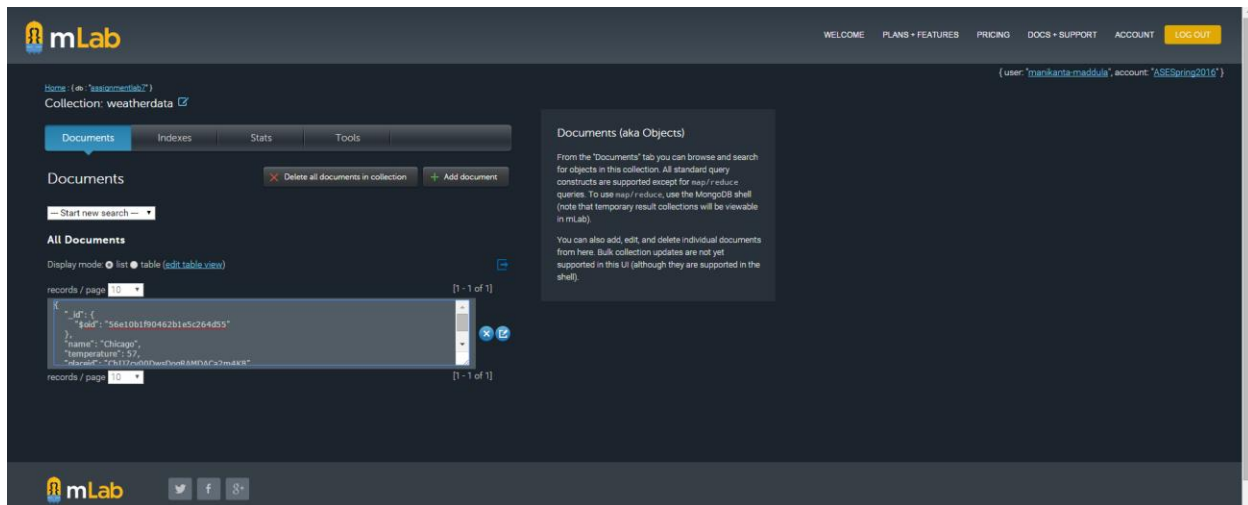 mLab
WELCOME PLANS + FEATURES PRICING DOCS + SUPPORT ACCOUNT LOG OUT
{ user: "manikanta-maddula", account: "ASESpring2016" }
Home : { db : "assignmentlab7" }
Collection: weatherdata
Documents Indexes Stats Tools
Documents
Delete all documents in collection
Add document
-- Start new search --
All Documents
Display mode: list table (edit table view)
records / page 10 [1 - 1 of 1]
{
"_id": {
"$oid": "56e10b1f90462b1e5c264d55"
},
"name": "Chicago",
"temperature": 57,
"placeid":
records / page 10 [1 - 1 of 1]
Documents (aka Objects)
From the "Documents" tab you can browse and search
for objects in this collection. All standard query
constructs are supported except for map/reduce
queries. To use map/reduce, use the MongoDB shell
(note that temporary result collections will be viewable
in mLab).
You can also add, edit, and delete individual documents
from here. Bulk collection updates are not yet
supported in this UI (although they are supported in the
shell).
mLab